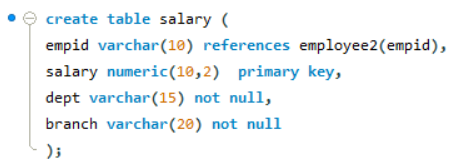 create table salary (
empid varchar(10) references employee2(empid),
salary numeric(10,2)  primary key,
dept varchar(15) not null,
branch varchar(20) not null
);